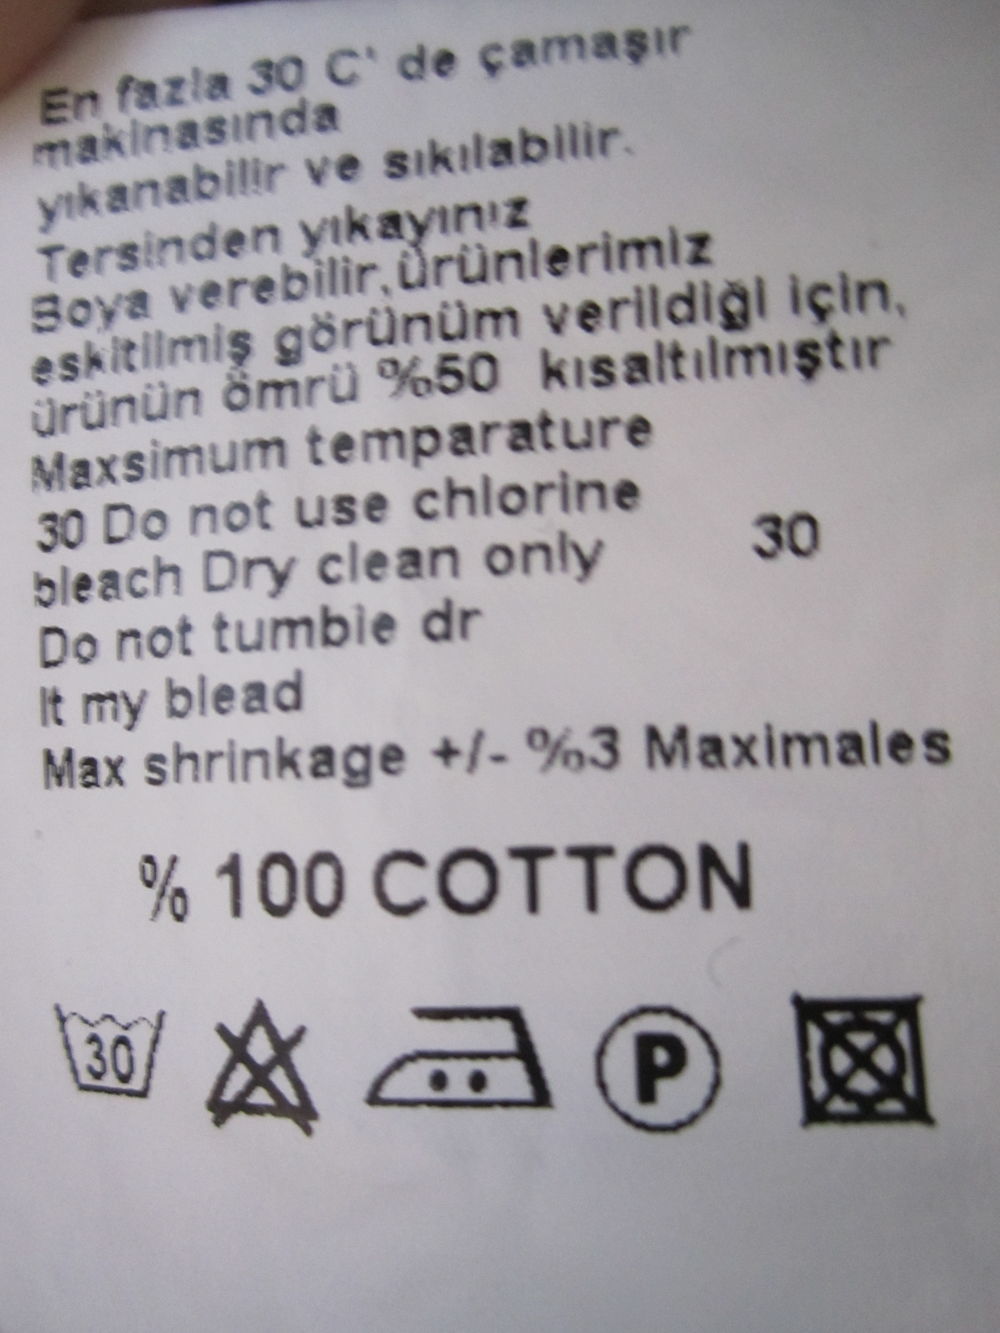 En fazla 30 C' de çamaşır
makinasında
yıkanabilir ve sıkılabilir.
Tersinden yıkayınız
Boya verebilir,ürünlerimiz
eskitilmiş görünüm verildiği için,
ürünün ömrü %50 kısaltılmıştır
Maxsimum temparature
30 Do not use chlorine
bleach Dry clean only 30
Do not tumble dr
It my blead
Max shrinkage +/- %3 Maximales
% 100 COTTON
30 P